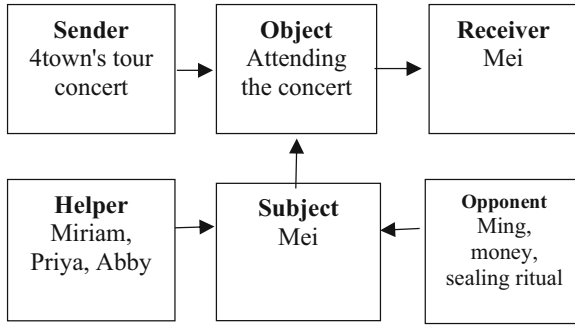 Sender
4town's tour
concert
Object
Attending
the concert
Receiver
Mei
Helper
Miriam,
Priya, Abby
Subject
Mei
Opponent
Ming,
money,
sealing ritual